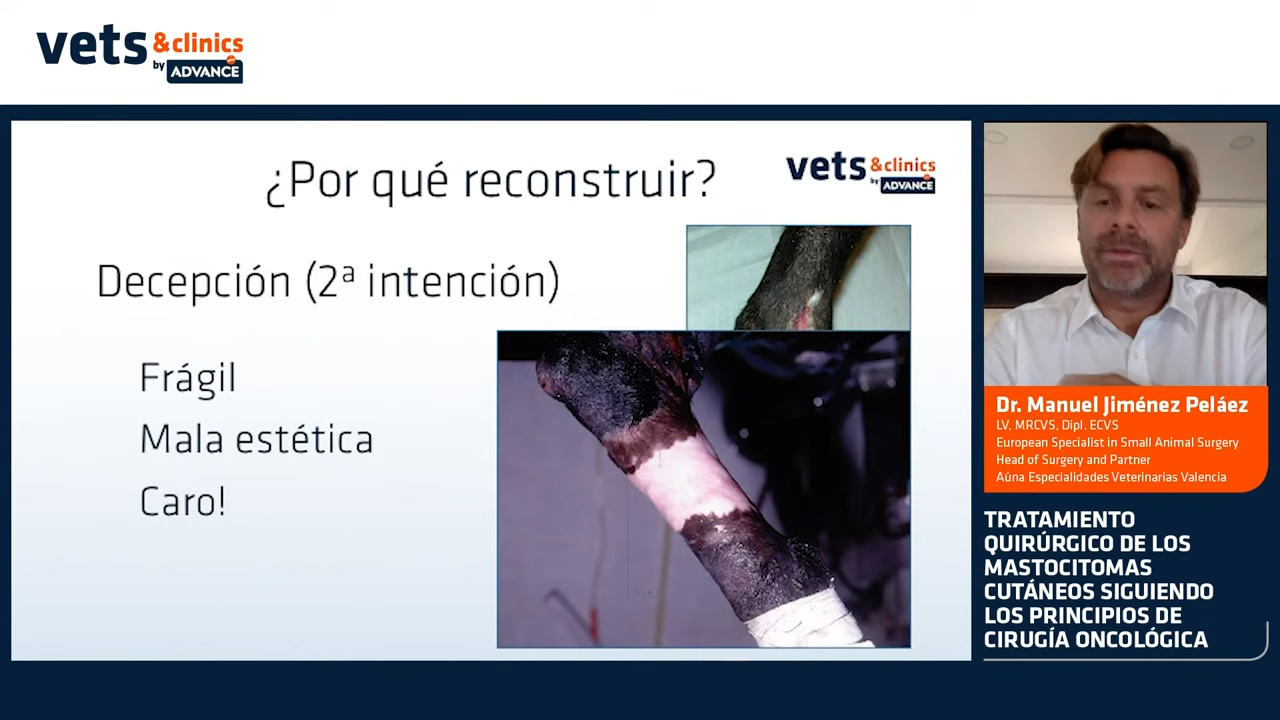 vets &clinics
by ADVANCE
¿Por qué reconstruir?
vets &clinics
by ADVANCE
Decepción (2ª intención)
Frágil
Mala estética
Caro!
Dr. Manuel Jiménez Peláez
LV, MRCVS, Dipl. ECVS
European Specialist in Small Animal Surgery
Head of Surgery and Partner
Aúna Especialidades Veterinarias Valencia
TRATAMIENTO
QUIRÚRGICO DE LOS
MASTOCITOMAS
CUTÁNEOS SIGUIENDO
LOS PRINCIPIOS DE
CIRUGÍA ONCOLÓGICA